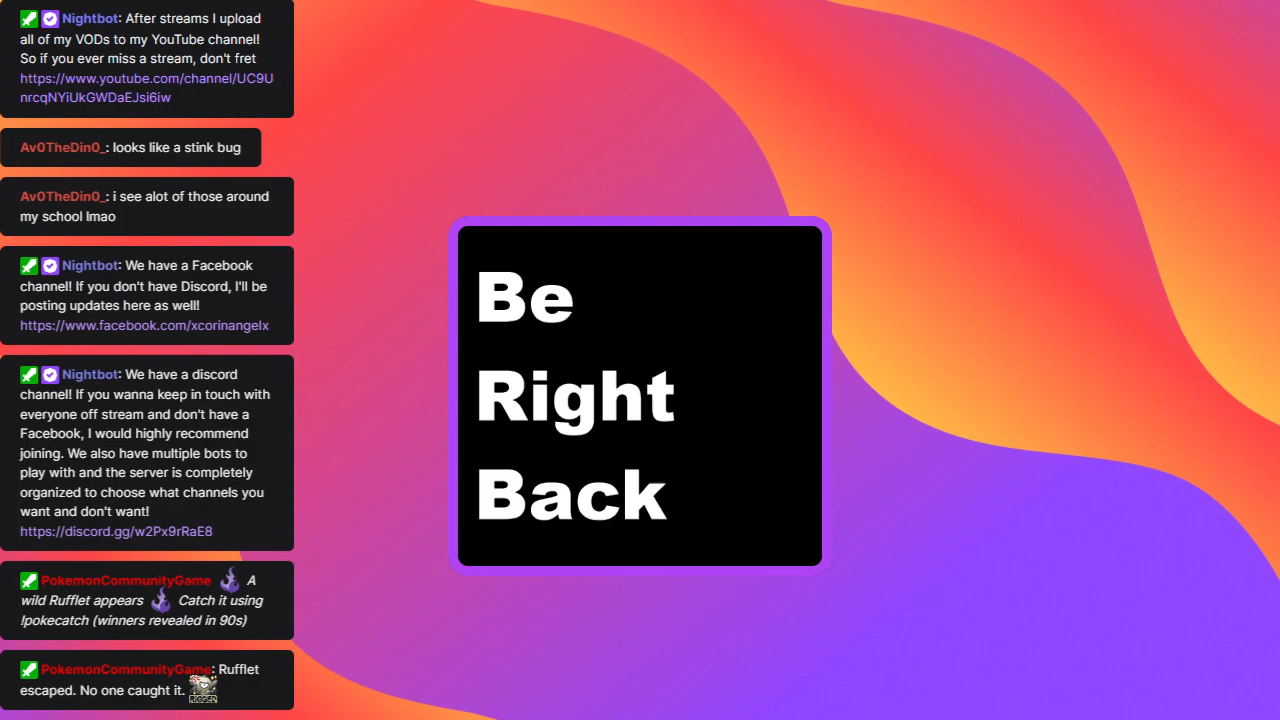 Nightbot: After streams I upload
all of my VODs to my YouTube channel!
So if you ever miss a stream, don't fret
https://www.youtube.com/channel/UC9U
nrcqNYiUkGWDaEJsi6iw
Av0TheDin0_: looks like a stink bug
Av0TheDin0_: i see alot of those around
my school lmao
Nightbot: We have a Facebook
channel! If you don't have Discord, I'll be
posting updates here as well!
https://www.facebook.com/xcorinangelx
Nightbot: We have a discord
channel! If you wanna keep in touch with
everyone off stream and don't have a
Facebook, I would highly recommend
joining. We also have multiple bots to
play with and the server is completely
organized to choose what channels you
want and don't want!
https://discord.gg/w2Px9rRaE8
PokemonCommunityGame A
wild Rufflet appears Catch it using
!pokecatch (winners revealed in 90s)
PokemonCommunityGame: Rufflet
escaped. No one caught it.
RIGGED
Be
Right
Back